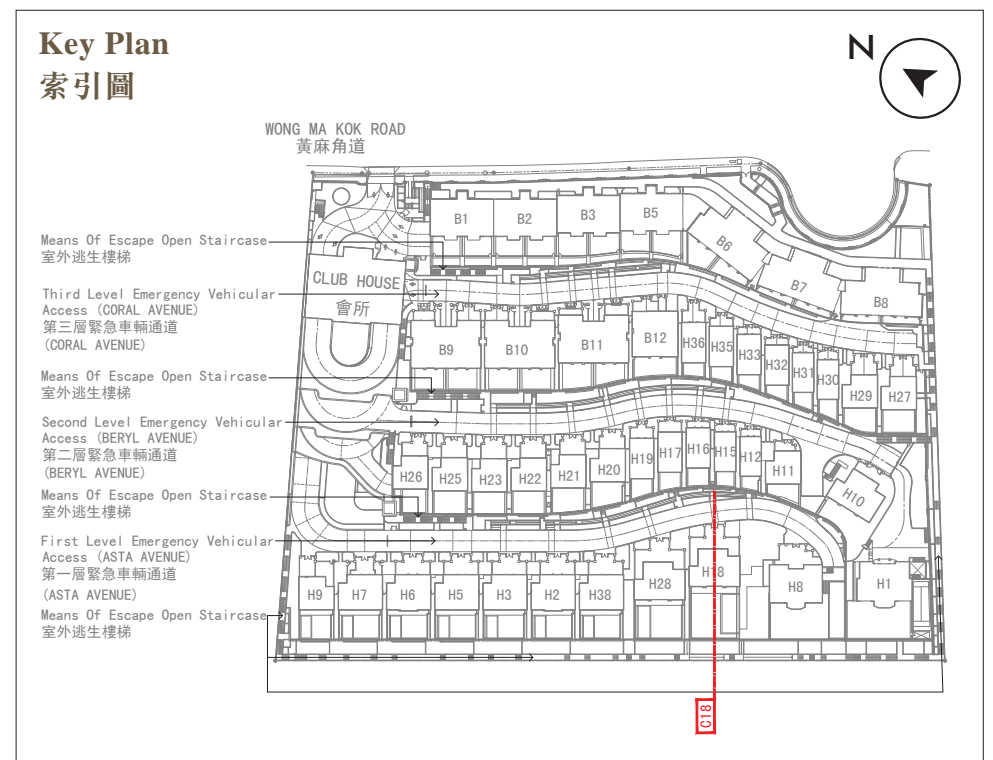 Key Plan
索引圖
N
WONG MA KOK ROAD
黃麻角道
B1
B2
B3
B5
B6
B7
B8
Means Of Escape Open Staircase
室外逃生樓梯
CLUB HOUSE
會所
Third Level Emergency Vehicular
Access (CORAL AVENUE)
第三層緊急車輛通道
(CORAL AVENUE)
B9
B10
B11
B12
H36
H35
H33
H32
H31
H30
H29
H27
Means Of Escape Open Staircase
室外逃生樓梯
Second Level Emergency Vehicular
Access (BERYL AVENUE)
第二層緊急車輛通道
(BERYL AVENUE)
H26
H25
H23
H22
H21
H20
H19
H17
H16
H15
H12
H11
H10
Means Of Escape Open Staircase
室外逃生樓梯
First Level Emergency Vehicular
Access (ASTA AVENUE)
第一層緊急車輛通道
(ASTA AVENUE)
H9
H7
H6
H5
H3
H2
H38
H28
H18
H8
H1
Means Of Escape Open Staircase
室外逃生樓梯
C18